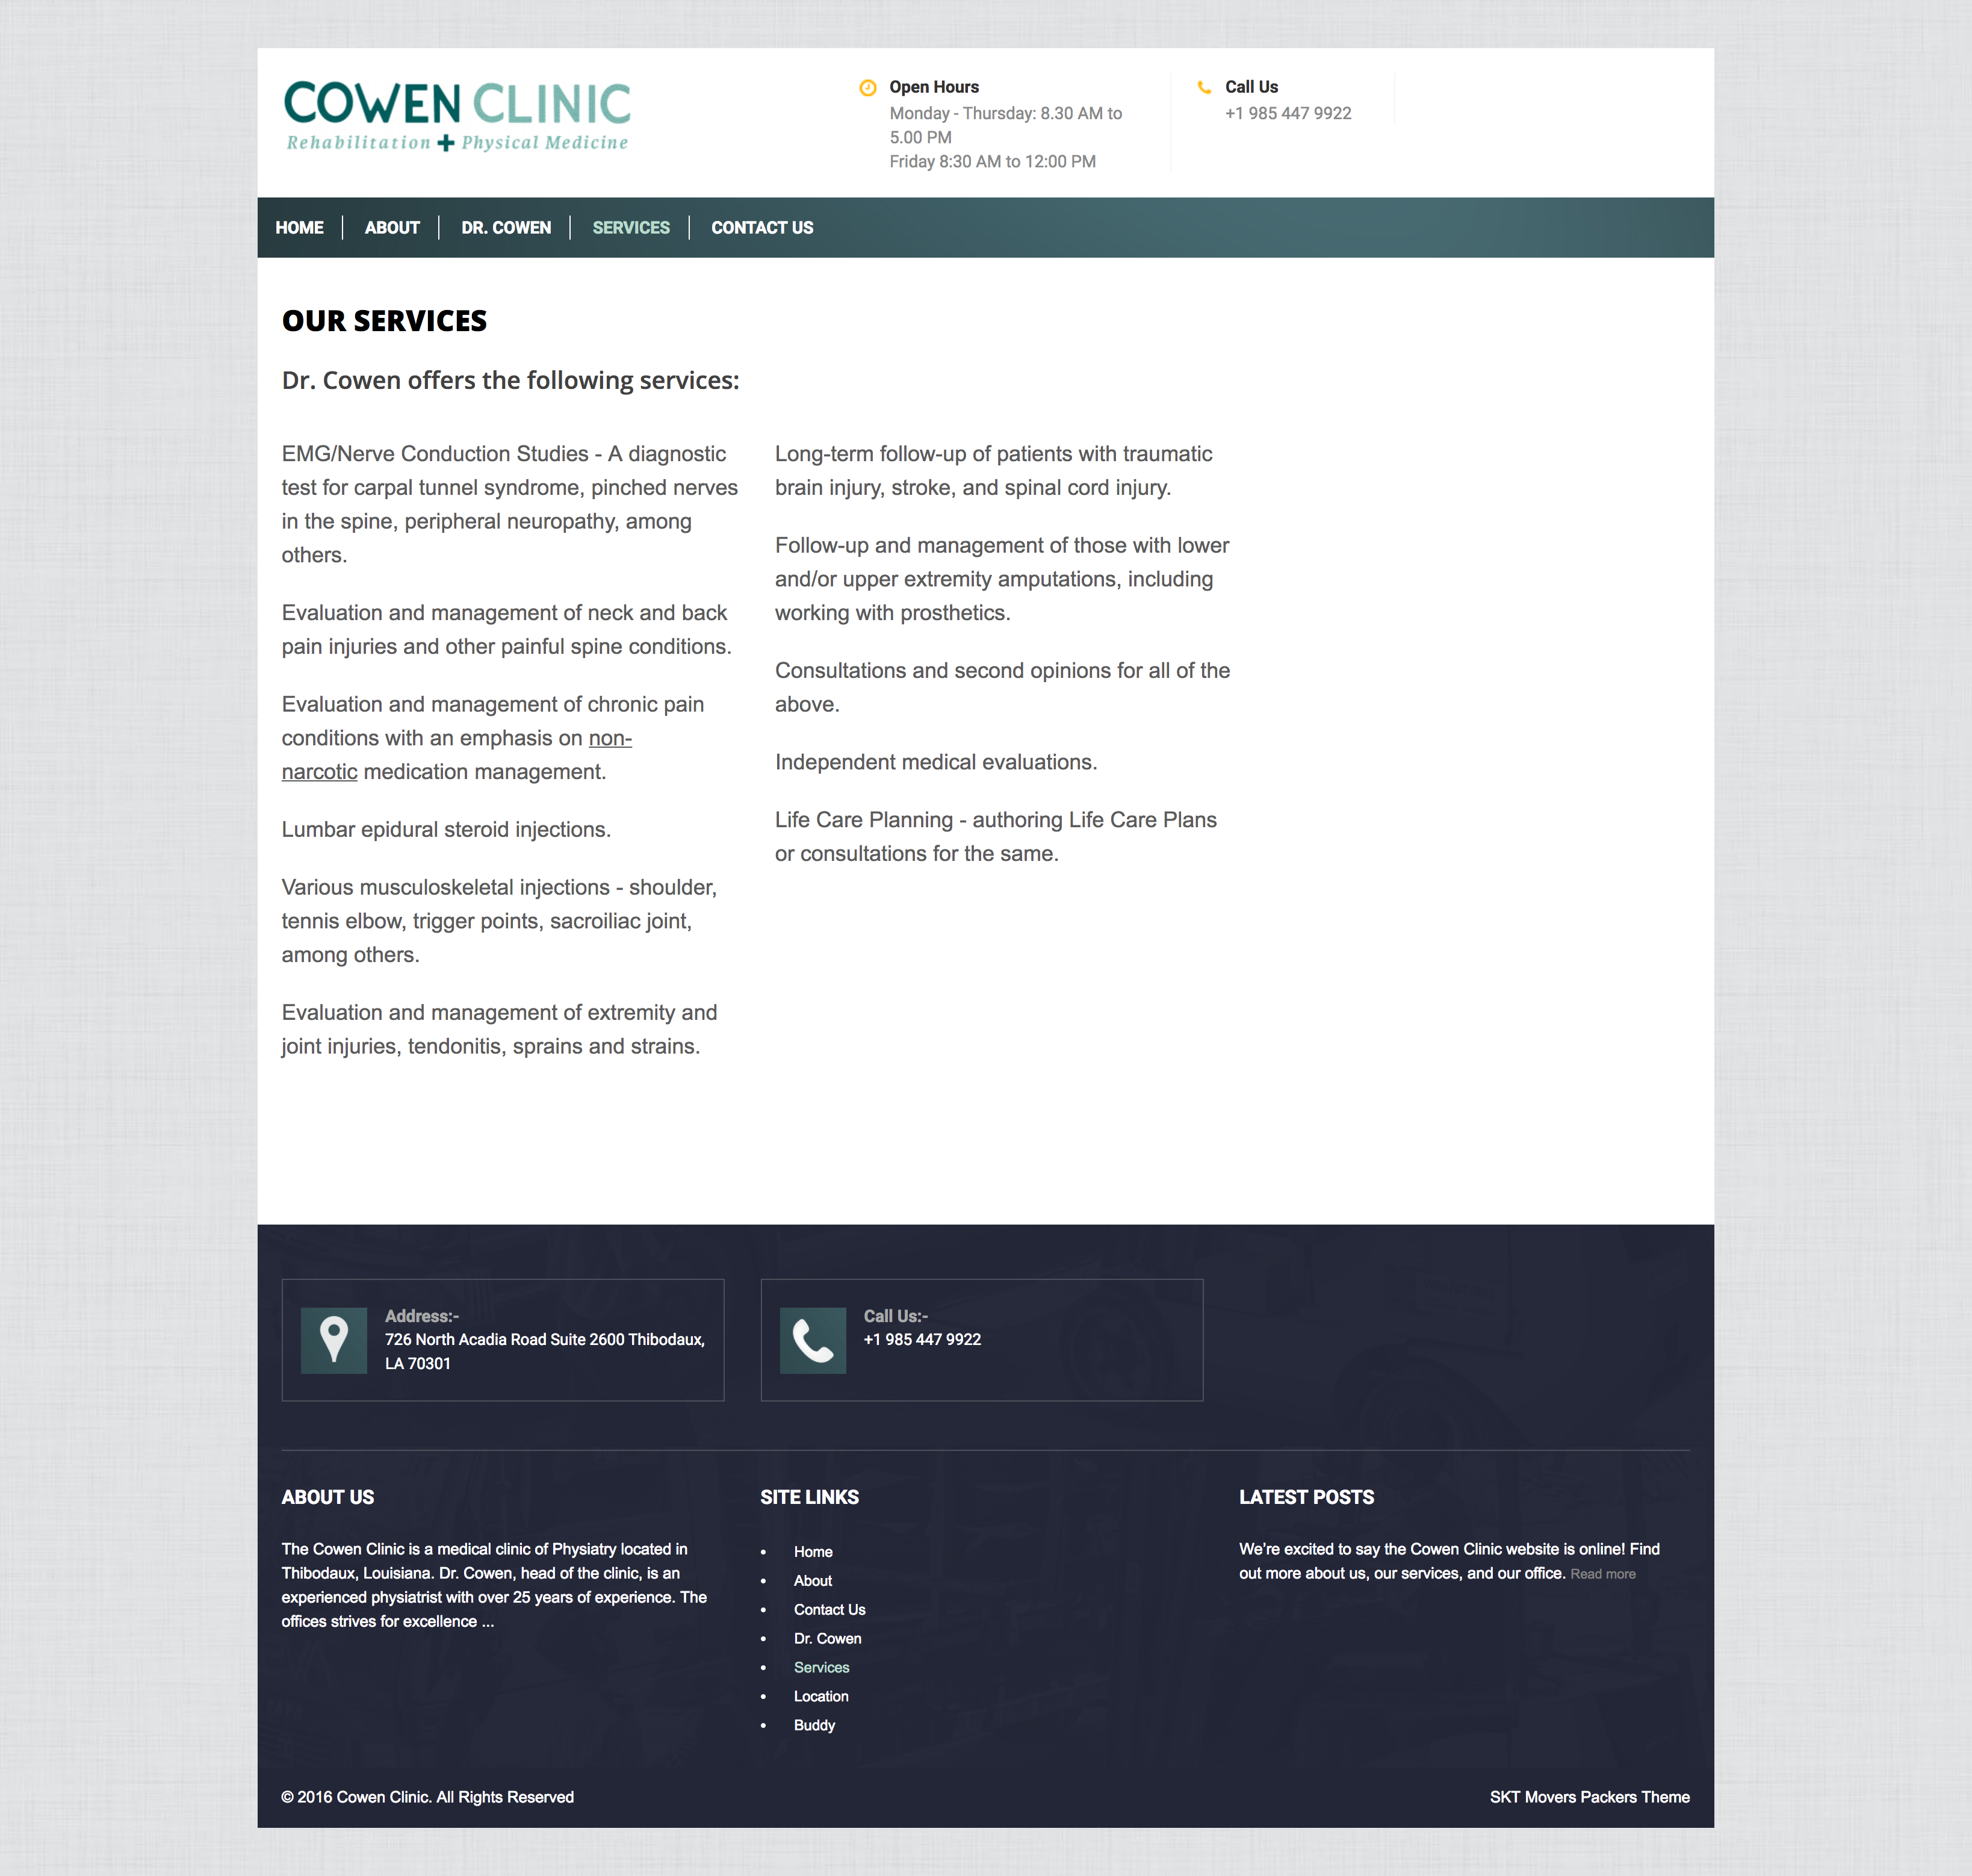 COWEN CLINIC
Rehabilitation + Physical Medicine
Open Hours
Monday - Thursday: 8.30 AM to
5.00 PM
Friday 8:30 AM to 12:00 PM
Call Us
+1 985 447 9922
HOME
ABOUT
DR. COWEN
SERVICES
CONTACT US
OUR SERVICES
Dr. Cowen offers the following services:
EMG/Nerve Conduction Studies - A diagnostic
test for carpal tunnel syndrome, pinched nerves
in the spine, peripheral neuropathy, among
others.
Evaluation and management of neck and back
pain injuries and other painful spine conditions.
Evaluation and management of chronic pain
conditions with an emphasis on non-
narcotic medication management.
Lumbar epidural steroid injections.
Various musculoskeletal injections - shoulder,
tennis elbow, trigger points, sacroiliac joint,
among others.
Evaluation and management of extremity and
joint injuries, tendonitis, sprains and strains.
Long-term follow-up of patients with traumatic
brain injury, stroke, and spinal cord injury.
Follow-up and management of those with lower
and/or upper extremity amputations, including
working with prosthetics.
Consultations and second opinions for all of the
above.
Independent medical evaluations.
Life Care Planning - authoring Life Care Plans
or consultations for the same.
Address:-
726 North Acadia Road Suite 2600 Thibodaux,
LA 70301
Call Us:-
+1 985 447 9922
ABOUT US
The Cowen Clinic is a medical clinic of Physiatry located in
Thibodaux, Louisiana. Dr. Cowen, head of the clinic, is an
experienced physiatrist with over 25 years of experience. The
offices strives for excellence ...
SITE LINKS
• Home
• About
• Contact Us
• Dr. Cowen
• Services
• Location
• Buddy
LATEST POSTS
We're excited to say the Cowen Clinic website is online! Find
out more about us, our services, and our office. Read more
© 2016 Cowen Clinic. All Rights Reserved
SKT Movers Packers Theme